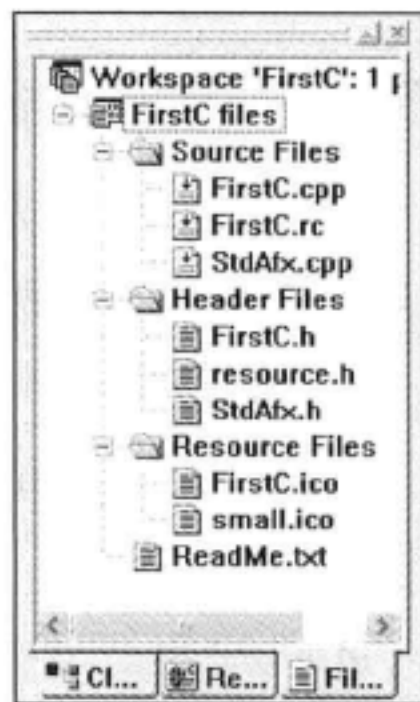 Workspace 'FirstC': 1 p
FirstC files
Source Files
FirstC.cpp
FirstC.rc
StdAfx.cpp
Header Files
FirstC.h
resource.h
StdAfx.h
Resource Files
FirstC.ico
small.ico
ReadMe.txt
Cl... Re... Fil...